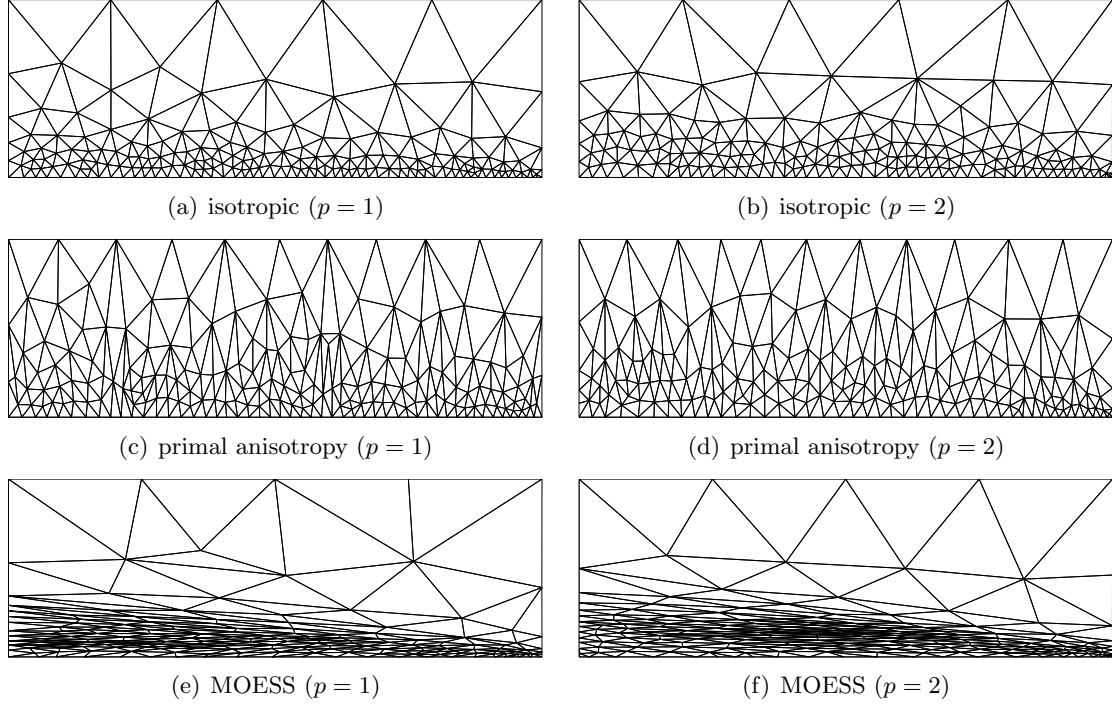 (a) isotropic (p = 1)
(b) isotropic (p = 2)
(c) primal anisotropy (p = 1)
(d) primal anisotropy (p = 2)
(e) MOESS (p = 1)
(f) MOESS (p = 2)